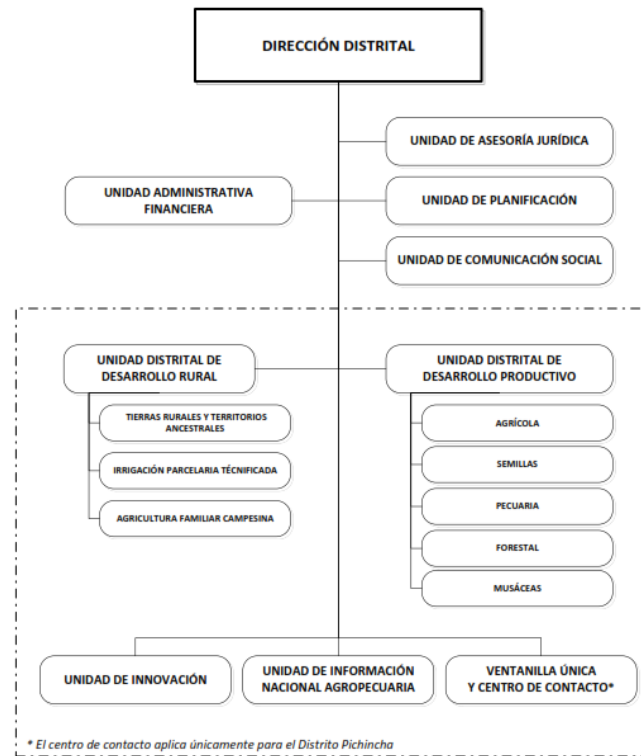 DIRECCIÓN DISTRITAL
UNIDAD DE ASESORÍA JURÍDICA
UNIDAD ADMINISTRATIVA
FINANCIERA
UNIDAD DE PLANIFICACIÓN
UNIDAD DE COMUNICACIÓN SOCIAL
UNIDAD DISTRITAL DE
DESARROLLO RURAL
TIERRAS RURALES Y TERRITORIOS
ANCESTRALES
IRRIGACIÓN PARCELARIA TÉCNIFICADA
AGRICULTURA FAMILIAR CAMPESINA
UNIDAD DISTRITAL DE
DESARROLLO PRODUCTIVO
AGRÍCOLA
SEMILLAS
PECUARIA
FORESTAL
MUSÁCEAS
UNIDAD DE INNOVACIÓN
UNIDAD DE INFORMACIÓN
NACIONAL AGROPECUARIA
VENTANILLA ÚNICA
Y CENTRO DE CONTACTO*
* El centro de contacto aplica únicamente para el Distrito Pichincha